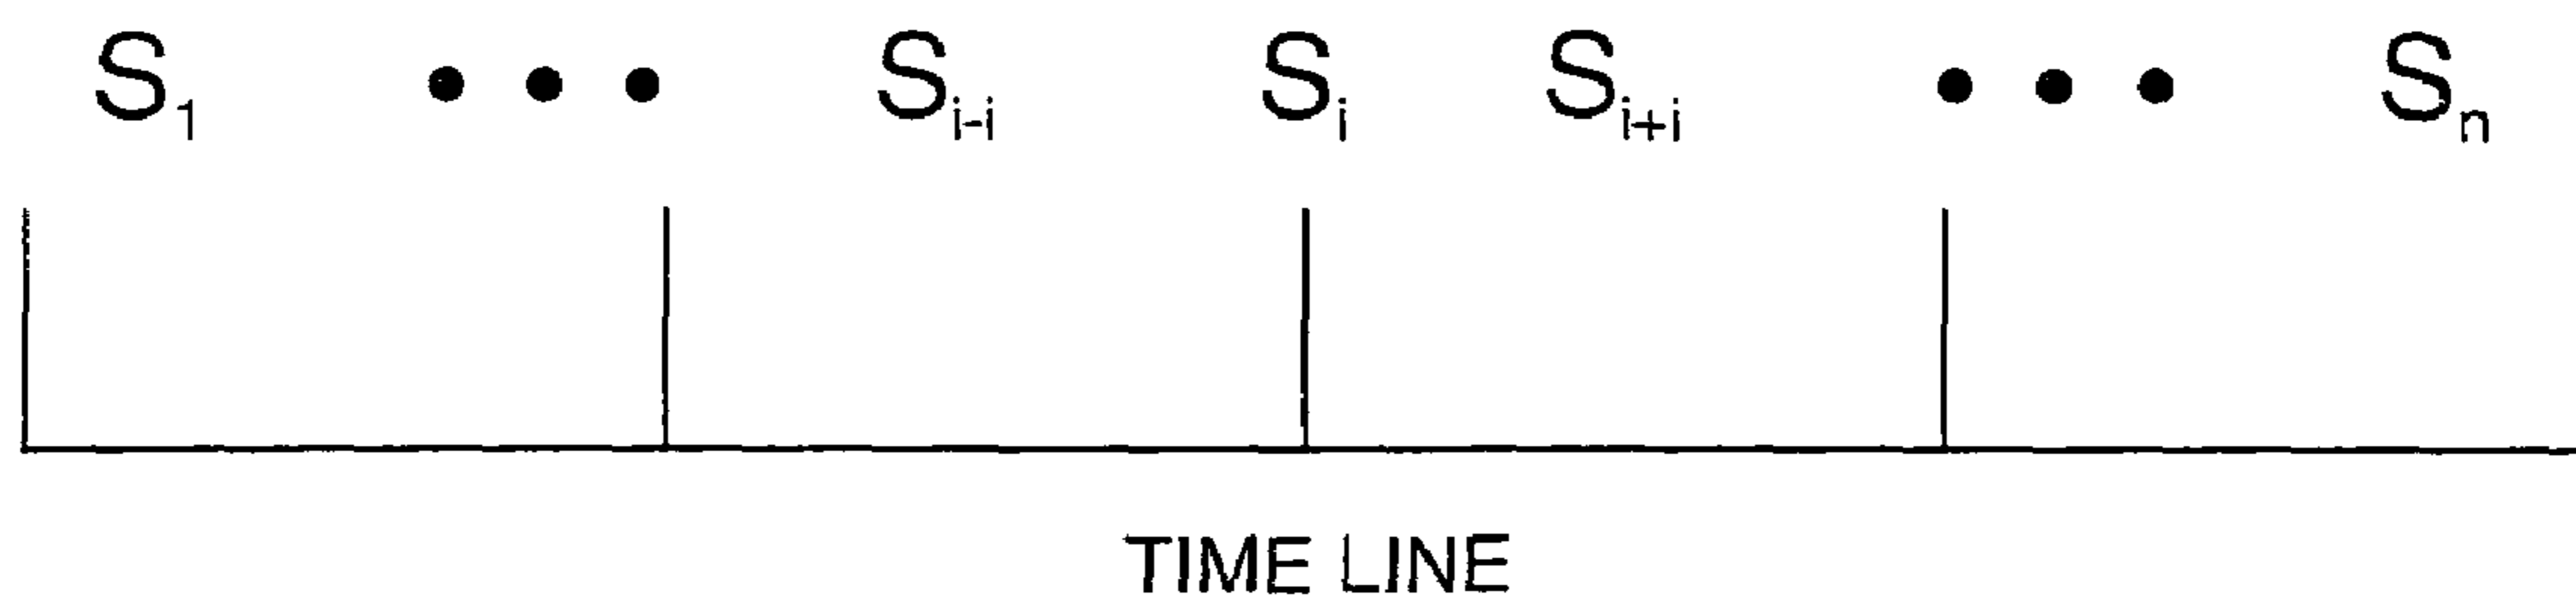 S₁ • • • Sᵢ₋ᵢ Sᵢ Sᵢ₊ᵢ • • • Sₙ
TIME LINE